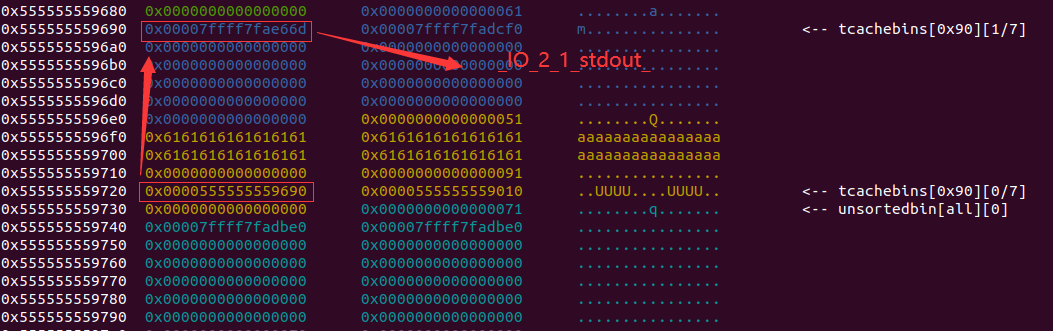 0x555555559680 0x0000000000000000 0x0000000000000061 ........a.......
0x555555559690 0x00007ffff7fae66d 0x00007ffff7fadcf0 m............... <-- tcachebins[0x90][1/7]
0x5555555596a0 0x0000000000000000 0x0000000000000000 ................
0x5555555596b0 0x0000000000000000 0x0000000000000000 ................
_IO_2_1_stdout_
0x5555555596c0 0x0000000000000000 0x0000000000000000 ................
0x5555555596d0 0x0000000000000000 0x0000000000000000 ................
0x5555555596e0 0x0000000000000000 0x0000000000000051 ........Q.......
0x5555555596f0 0x6161616161616161 0x6161616161616161 aaaaaaaaaaaaaaaa
0x555555559700 0x6161616161616161 0x6161616161616161 aaaaaaaaaaaaaaaa
0x555555559710 0x0000000000000000 0x0000000000000091 ................
0x555555559720 0x0000555555559690 0x0000555555559010 ..UUUU....UUUU.. <-- tcachebins[0x90][0/7]
0x555555559730 0x0000000000000000 0x0000000000000071 ........q....... <-- unsortedbin[all][0]
0x555555559740 0x00007ffff7fadbe0 0x00007ffff7fadbe0 ................
0x555555559750 0x0000000000000000 0x0000000000000000 ................
0x555555559760 0x0000000000000000 0x0000000000000000 ................
0x555555559770 0x0000000000000000 0x0000000000000000 ................
0x555555559780 0x0000000000000000 0x0000000000000000 ................
0x555555559790 0x0000000000000000 0x0000000000000000 ................